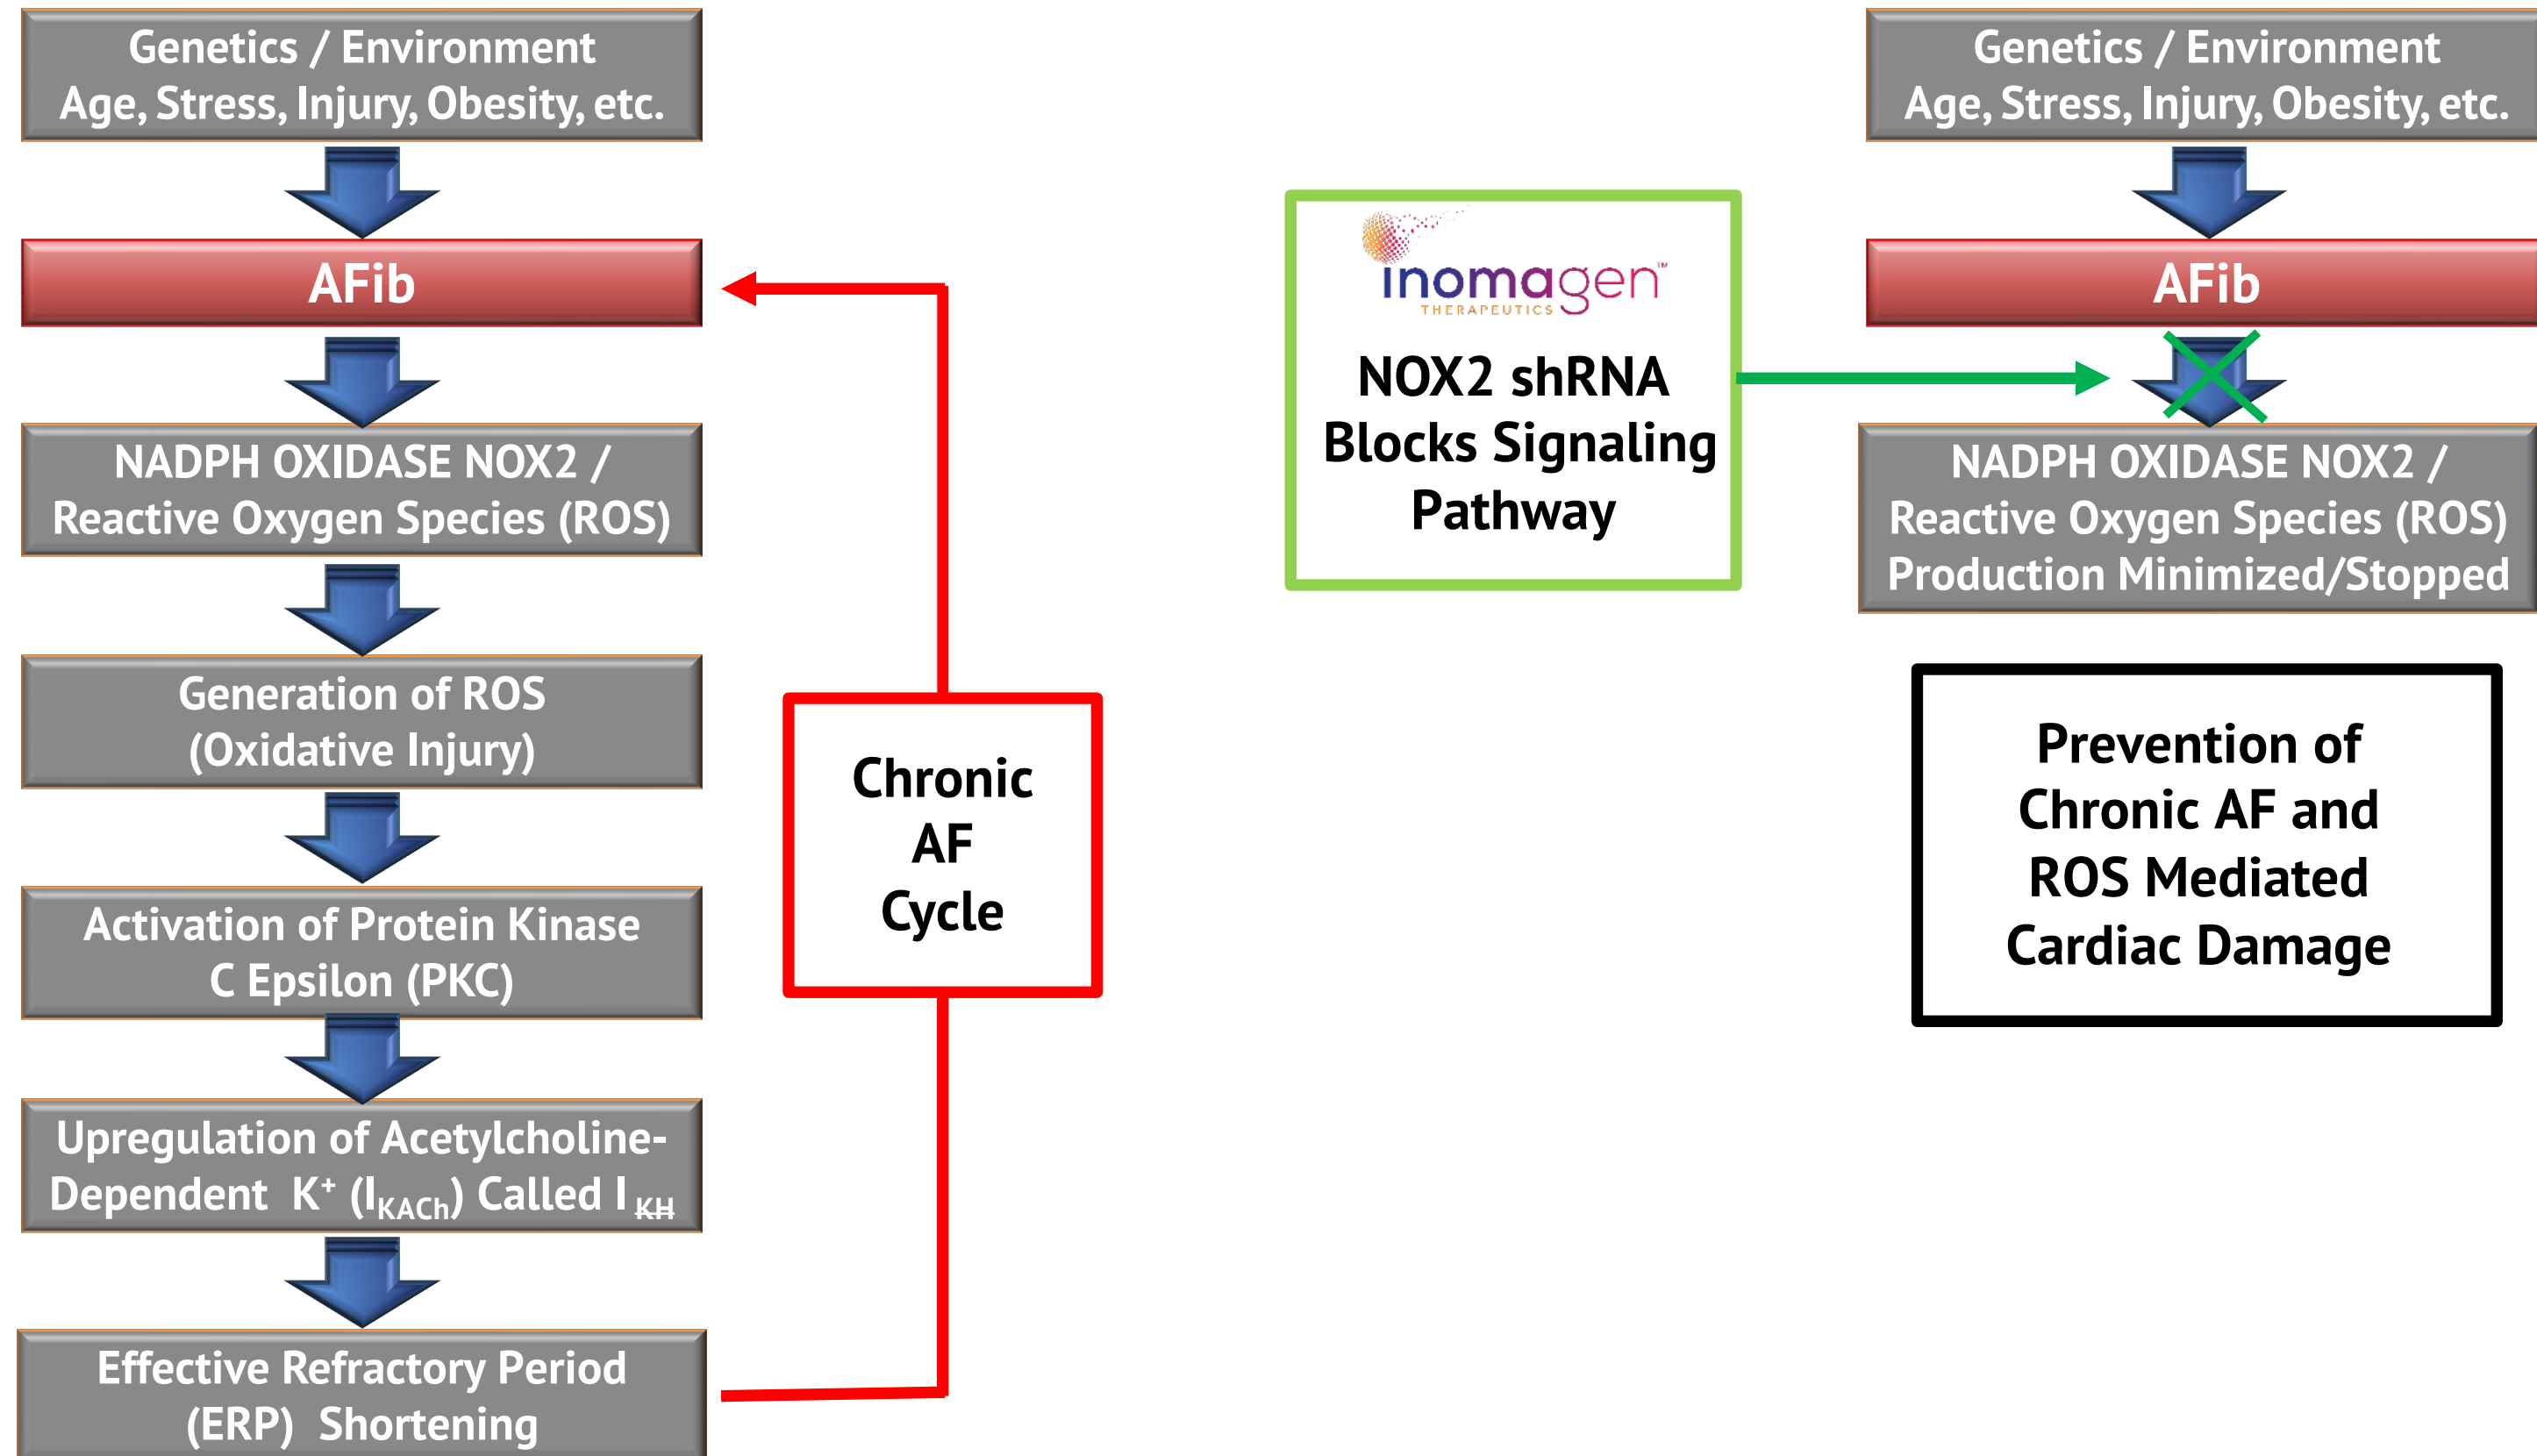 Genetics / Environment
Age, Stress, Injury, Obesity, etc.
AFib
NADPH OXIDASE NOX2 /
Reactive Oxygen Species (ROS)
Generation of ROS
(Oxidative Injury)
Activation of Protein Kinase
C Epsilon (PKC)
Upregulation of Acetylcholine-
Dependent K⁺ (I_KACh) Called I_KH
Effective Refractory Period
(ERP) Shortening
Chronic
AF
Cycle
inomagen™
THERAPEUTICS
NOX2 shRNA
Blocks Signaling
Pathway
Genetics / Environment
Age, Stress, Injury, Obesity, etc.
AFib
NADPH OXIDASE NOX2 /
Reactive Oxygen Species (ROS)
Production Minimized/Stopped
Prevention of
Chronic AF and
ROS Mediated
Cardiac Damage